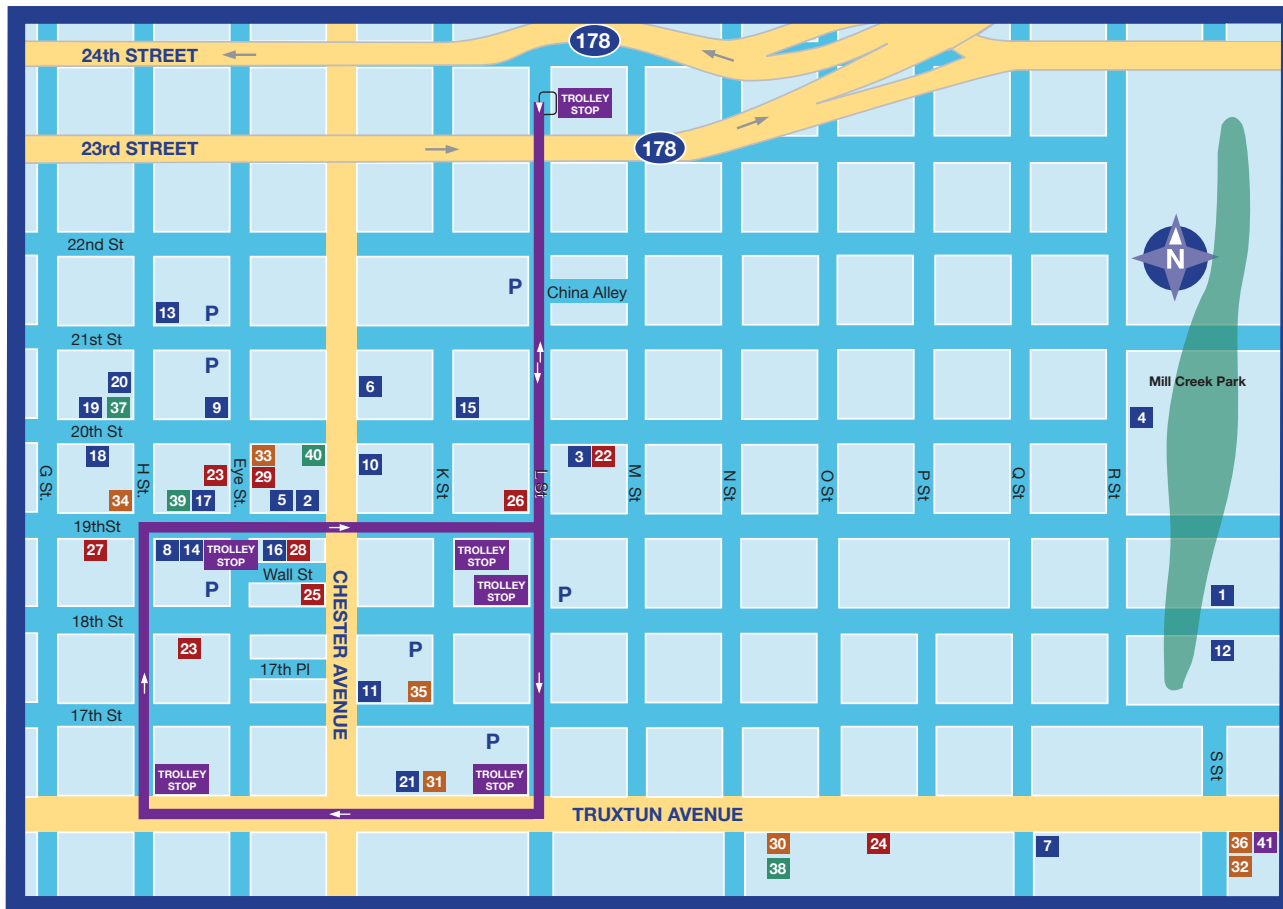 178
24th STREET
TROLLEY
STOP
23rd STREET
178
22nd St
N
P
China Alley
13
P
21st St
P
20
6
Mill Creek Park
19
37
9
15
4
20th St
18
33
40
3
22
23
29
10
G St.
H St.
Eye St.
K St
L St
M St
N St
O St
P St
Q St
R St
34
39
17
5
2
26
19thSt
27
8
14
TROLLEY
STOP
16
28
TROLLEY
STOP
Wall St
P
25
TROLLEY
STOP
P
1
18th St
CHESTER AVENUE
23
P
12
17th Pl
11
35
17th St
P
S St
TROLLEY
STOP
21
31
TROLLEY
STOP
TRUXTUN AVENUE
30
24
7
36
41
38
32